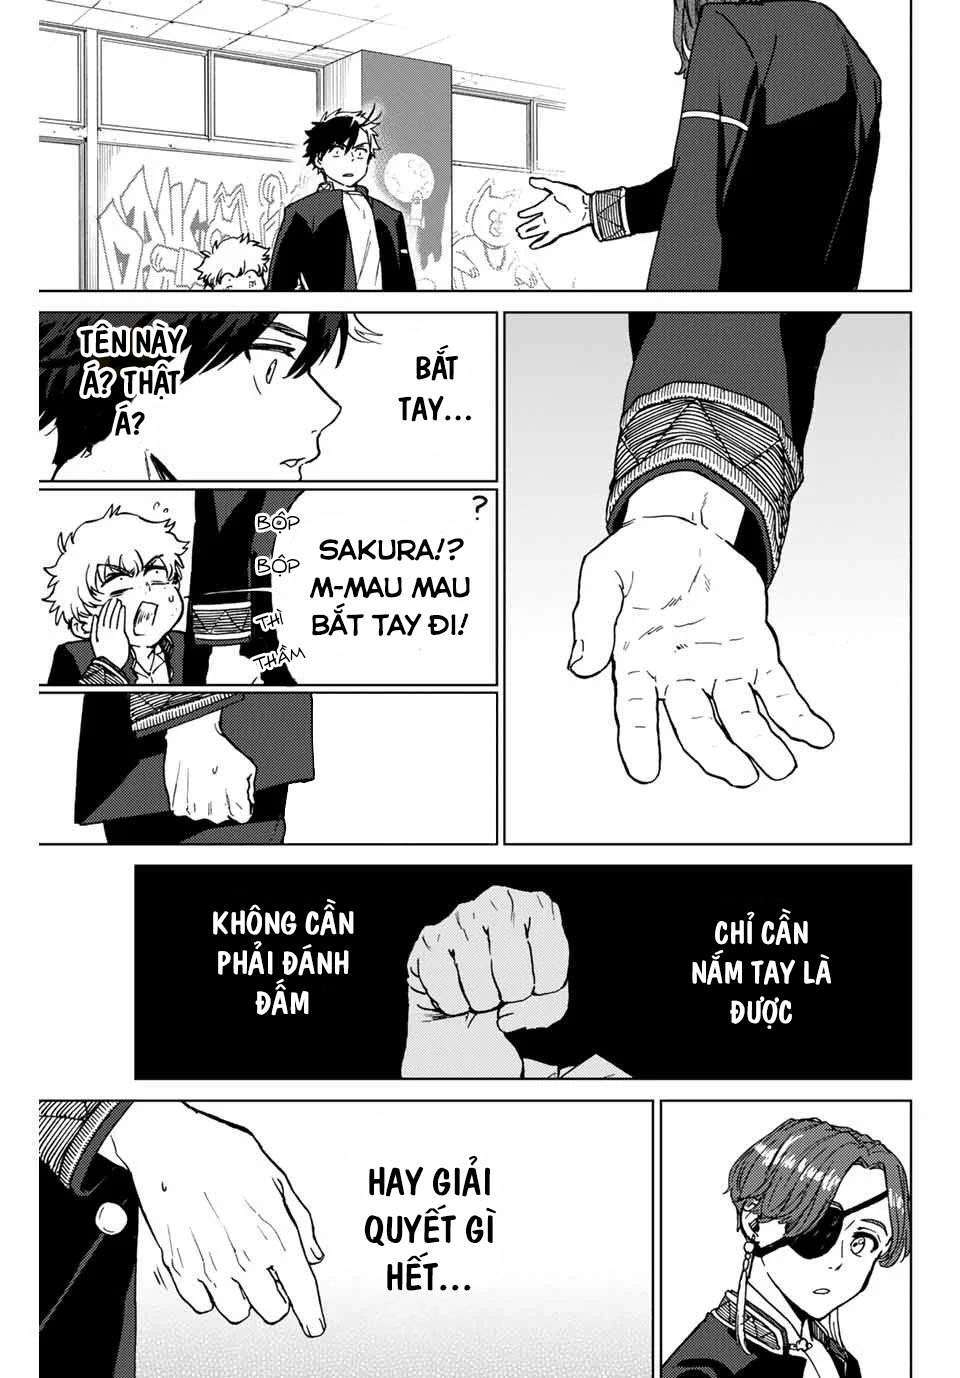 BẮT
TAY...
TÊN NÀY
Á? THẬT
Á?
?
SAKURA!?
M-MAU MAU
BẮT TAY ĐI!
BỘP
BỘP
THÌ
THẦM
CHỈ CẦN
NẮM TAY LÀ
ĐƯỢC
KHÔNG CẦN
PHẢI ĐÁNH
ĐẤM
HAY GIẢI
QUYẾT GÌ
HẾT...